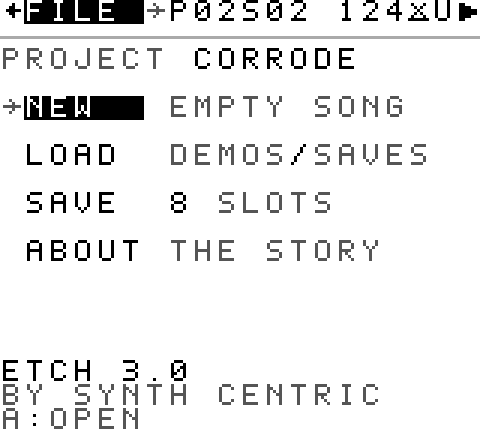 ←FILE →P02S02 124⊻U▶
PROJECT CORRODE
→NEW EMPTY SONG
LOAD DEMOS/SAVES
SAVE 8 SLOTS
ABOUT THE STORY
ETCH 3.0
BY SYNTH CENTRIC
A:OPEN